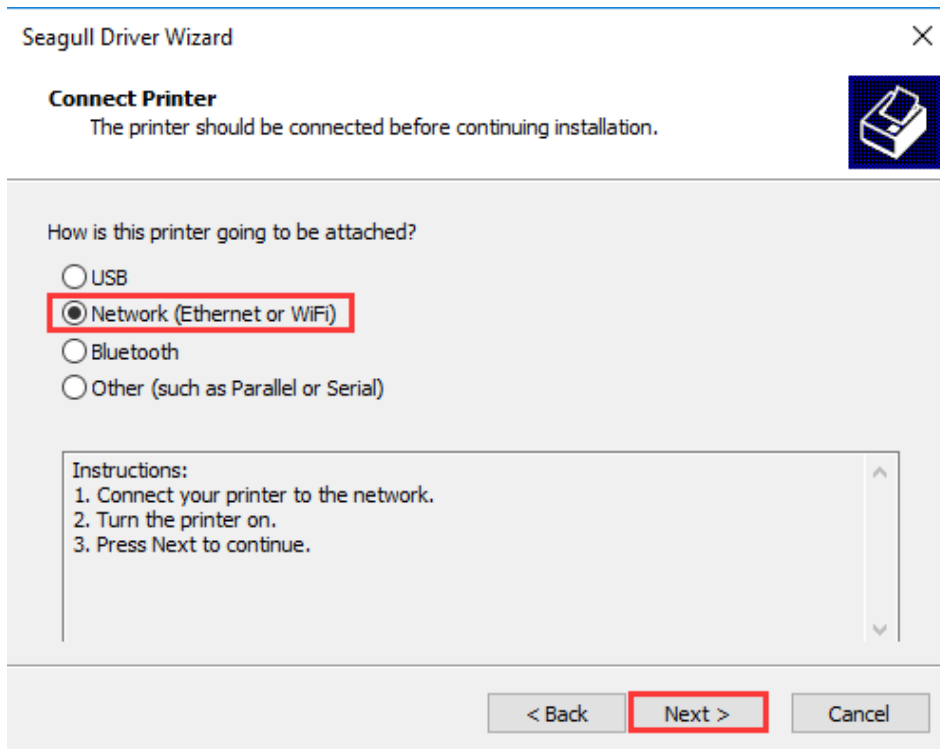 Seagull Driver Wizard
Connect Printer
The printer should be connected before continuing installation.
How is this printer going to be attached?
USB
Network (Ethernet or WiFi)
Bluetooth
Other (such as Parallel or Serial)
Instructions:
1. Connect your printer to the network.
2. Turn the printer on.
3. Press Next to continue.
< Back Next > Cancel